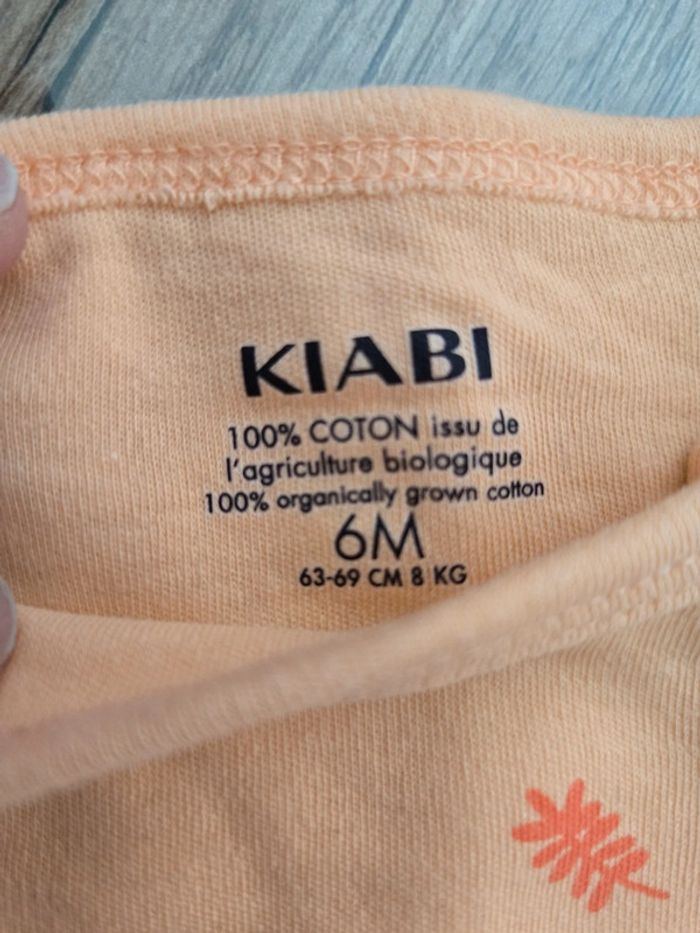 KIABI
100% COTON issu de
l'agriculture biologique
100% organically grown cotton
6M
63-69 CM 8 KG